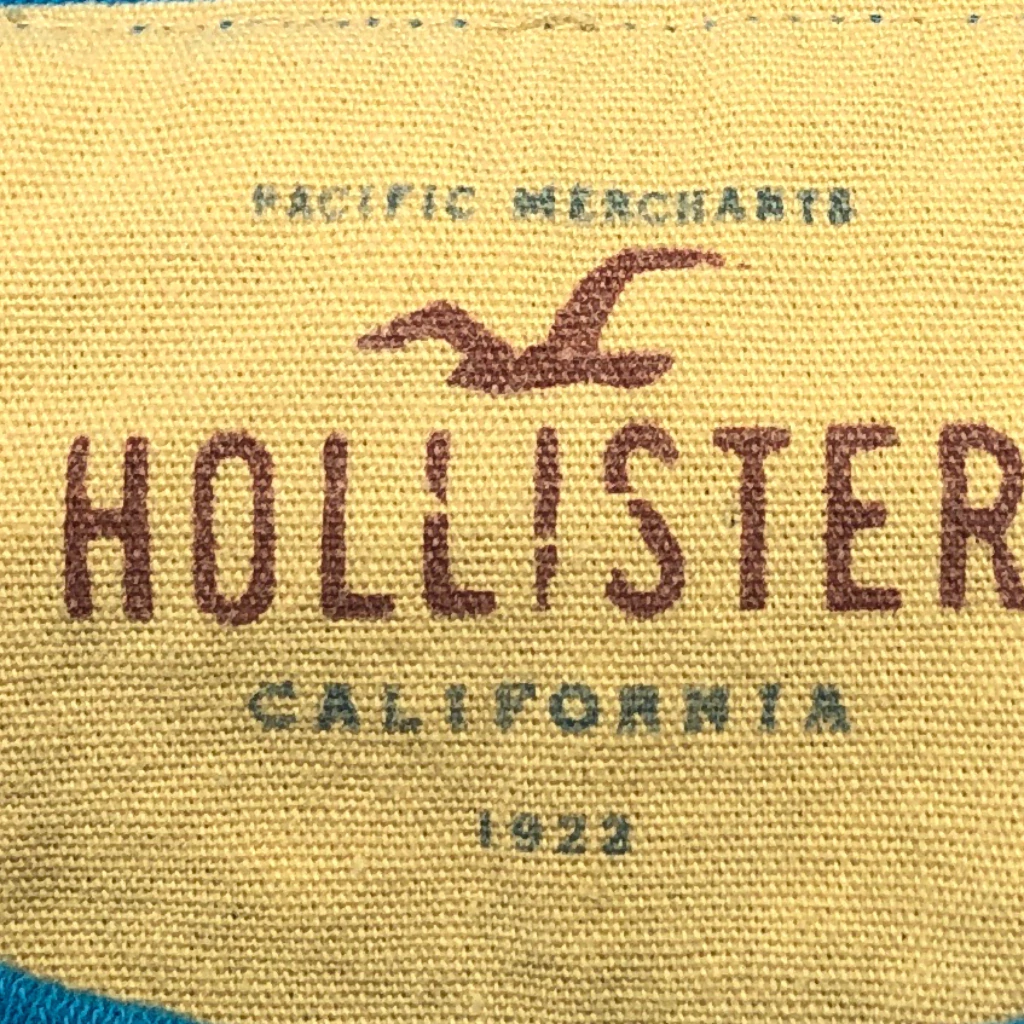 PACIFIC MERCHANTS
HOLLISTER
CALIFORNIA
1922